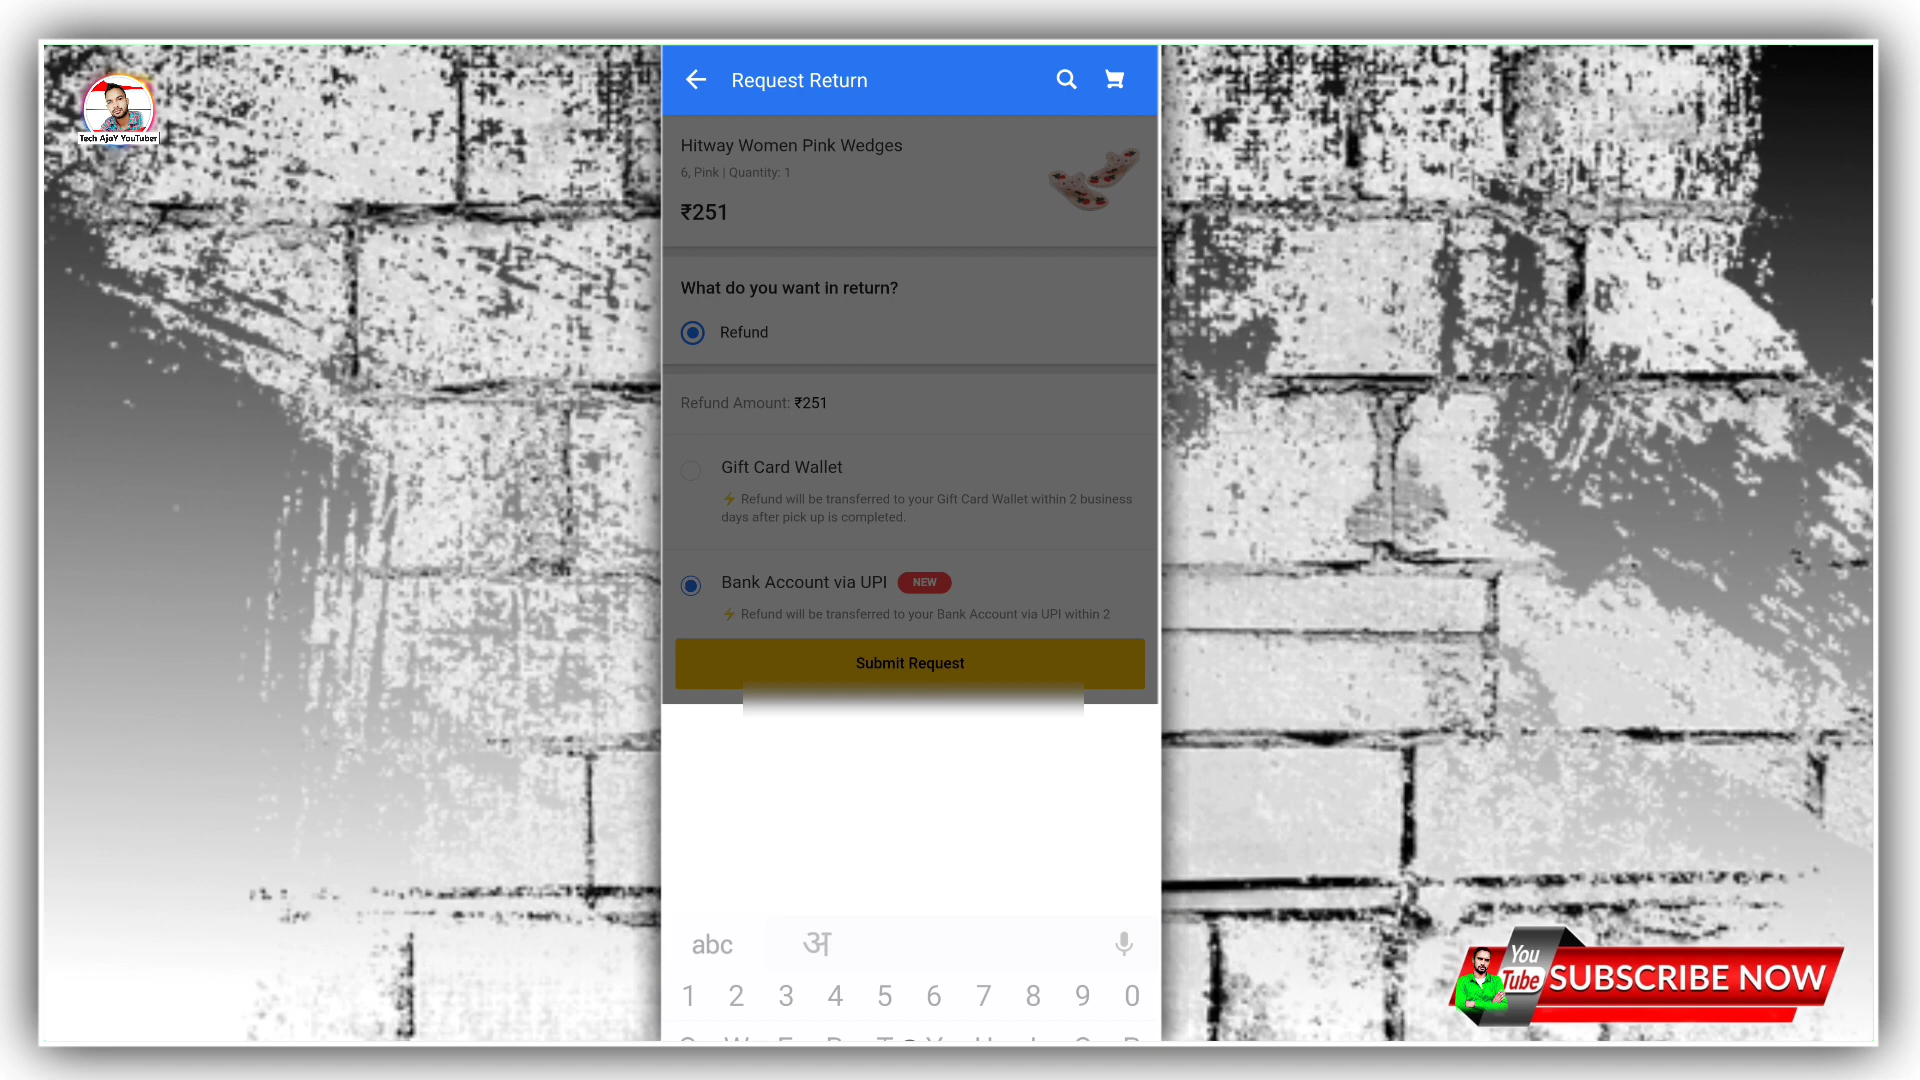 Tech AjaY YouTuber
Request Return
Hitway Women Pink Wedges
6, Pink | Quantity: 1
₹251
What do you want in return?
Refund
Refund Amount: ₹251
Gift Card Wallet
⚡ Refund will be transferred to your Gift Card Wallet within 2 business
days after pick up is completed.
Bank Account via UPI NEW
⚡ Refund will be transferred to your Bank Account via UPI within 2
Submit Request
abc अ
1 2 3 4 5 6 7 8 9 0
You
Tube SUBSCRIBE NOW